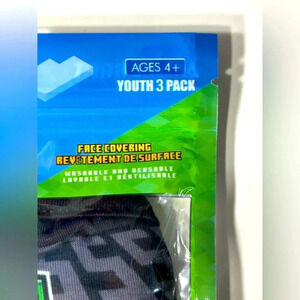 AGES 4+
YOUTH 3 PACK
FACE COVERING
REVÊTEMENT DE SURFACE
WASHABLE AND REUSABLE
LAVABLE ET RÉUTILISABLE